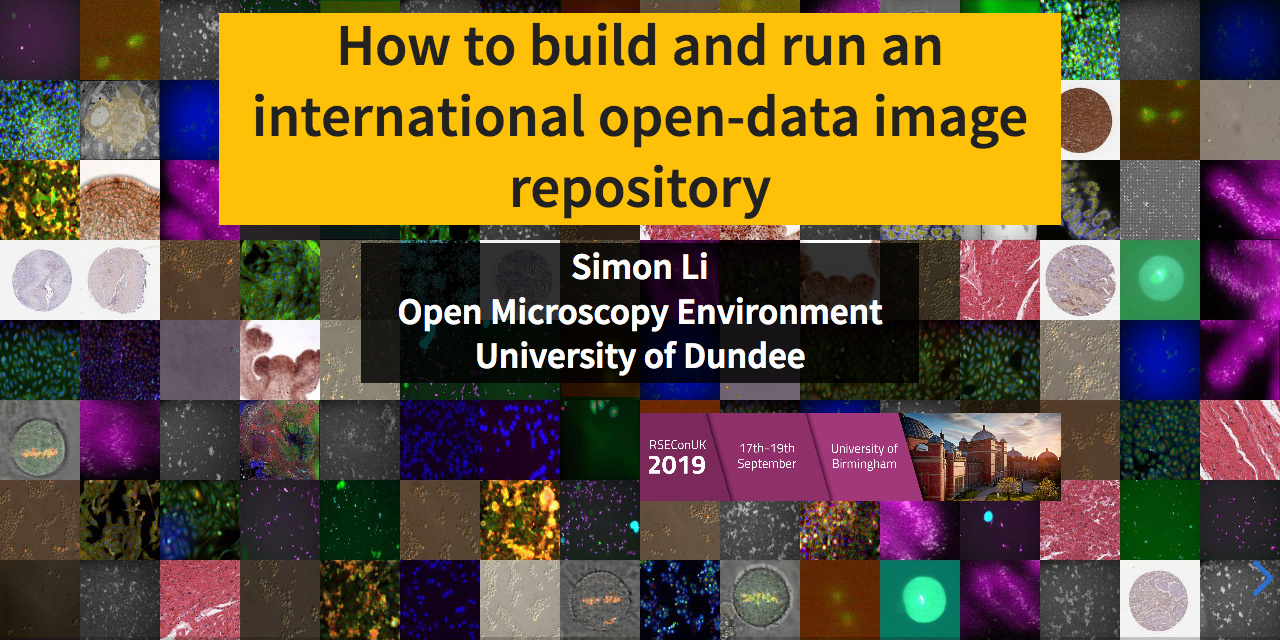 How to build and run an
international open-data image
repository
Simon Li
Open Microscopy Environment
University of Dundee
RSEConUK
2019
17th-19th
September
University of
Birmingham